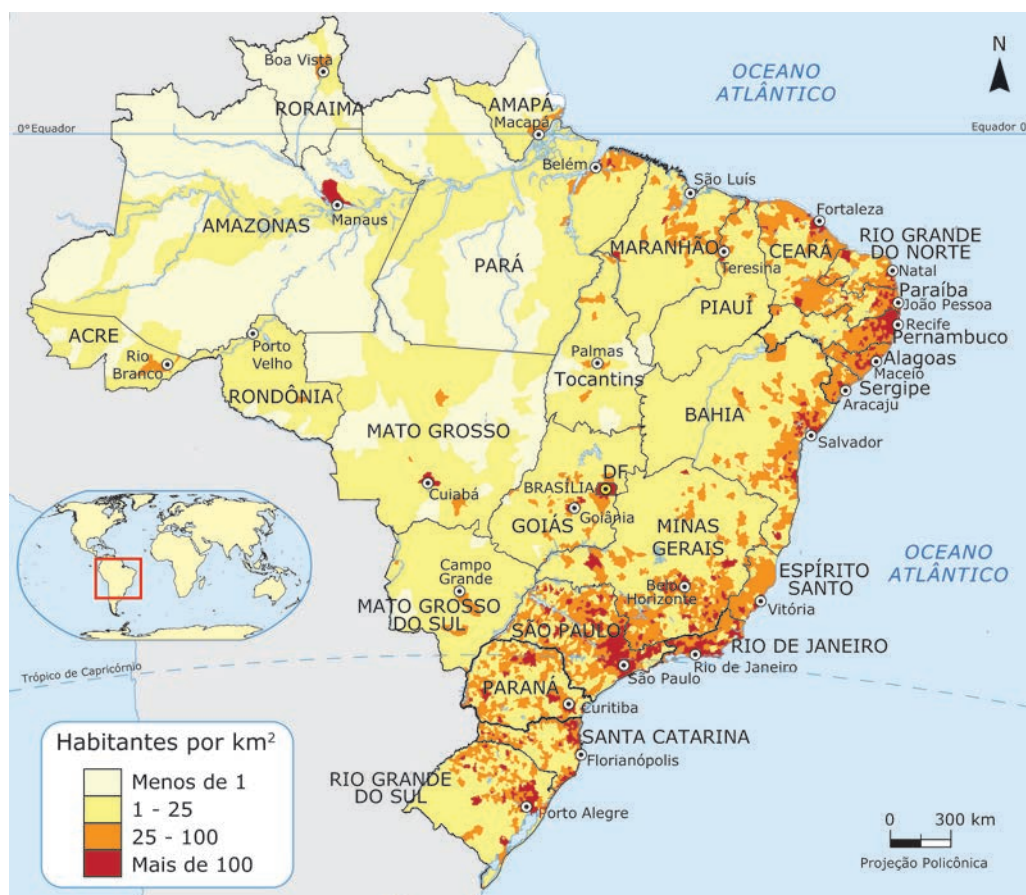 N
OCEANO
ATLÂNTICO
Boa Vista
RORAIMA
AMAPÁ
Macapá
0° Equador
Equador 0
Belém
São Luís
Manaus
AMAZONAS
Fortaleza
MARANHÃO
CEARÁ
RIO GRANDE
DO NORTE
PARÁ
Teresina
Natal
Paraíba
João Pessoa
PIAUÍ
ACRE
Recife
Pernambuco
Rio
Branco
Porto
Velho
Palmas
Tocantins
Alagoas
Maceió
Sergipe
Aracaju
RONDÔNIA
BAHIA
MATO GROSSO
Salvador
DF
BRASÍLIA
Cuiabá
GOIÁS
Goiânia
MINAS
GERAIS
OCEANO
ATLÂNTICO
Campo
Grande
Belo
Horizonte
ESPÍRITO
SANTO
Vitória
MATO GROSSO
DO SUL
SÃO PAULO
RIO DE JANEIRO
Rio de Janeiro
São Paulo
Trópico de Capricórnio
PARANÁ
Curitiba
SANTA CATARINA
Florianópolis
RIO GRANDE
DO SUL
Porto Alegre
Habitantes por km²
Menos de 1
1 - 25
25 - 100
Mais de 100
0 300 km
Projeção Policônica